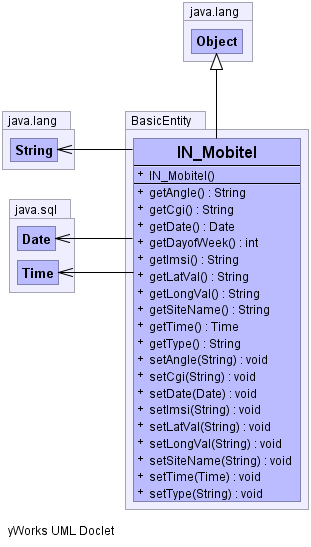 java.lang
Object
java.lang
String
BasicEntity
IN_Mobitel
+ IN_Mobitel()
+ getAngle() : String
+ getCgi() : String
+ getDate() : Date
+ getDayofWeek() : int
+ getImsi() : String
+ getLatVal() : String
+ getLongVal() : String
+ getSiteName() : String
+ getTime() : Time
+ getType() : String
+ setAngle(String) : void
+ setCgi(String) : void
+ setDate(Date) : void
+ setImsi(String) : void
+ setLatVal(String) : void
+ setLongVal(String) : void
+ setSiteName(String) : void
+ setTime(Time) : void
+ setType(String) : void
java.sql
Date
Time
yWorks UML Doclet